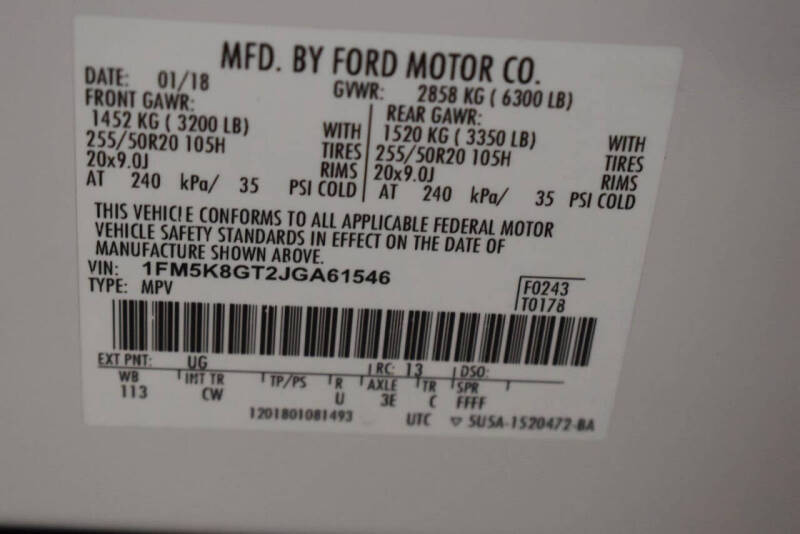 MFD. BY FORD MOTOR CO.
DATE: 01/18 GVWR: 2858 KG ( 6300 LB)
FRONT GAWR: REAR GAWR:
1452 KG ( 3200 LB) WITH 1520 KG ( 3350 LB) WITH
255/50R20 105H TIRES 255/50R20 105H TIRES
20x9.0J RIMS 20x9.0J RIMS
AT 240 kPa/ 35 PSI COLD AT 240 kPa/ 35 PSI COLD
THIS VEHICLE CONFORMS TO ALL APPLICABLE FEDERAL MOTOR
VEHICLE SAFETY STANDARDS IN EFFECT ON THE DATE OF
MANUFACTURE SHOWN ABOVE.
VIN: 1FM5K8GT2JGA61546 F0243
TYPE: MPV T0178
EXT PNT: UG RC: 13 DSO:
WB INT TR TP/PS R AXLE TR SPR
113 CW U 3E C FFFF
1201801081493 UTC ▽ 5U5A-1520472-BA